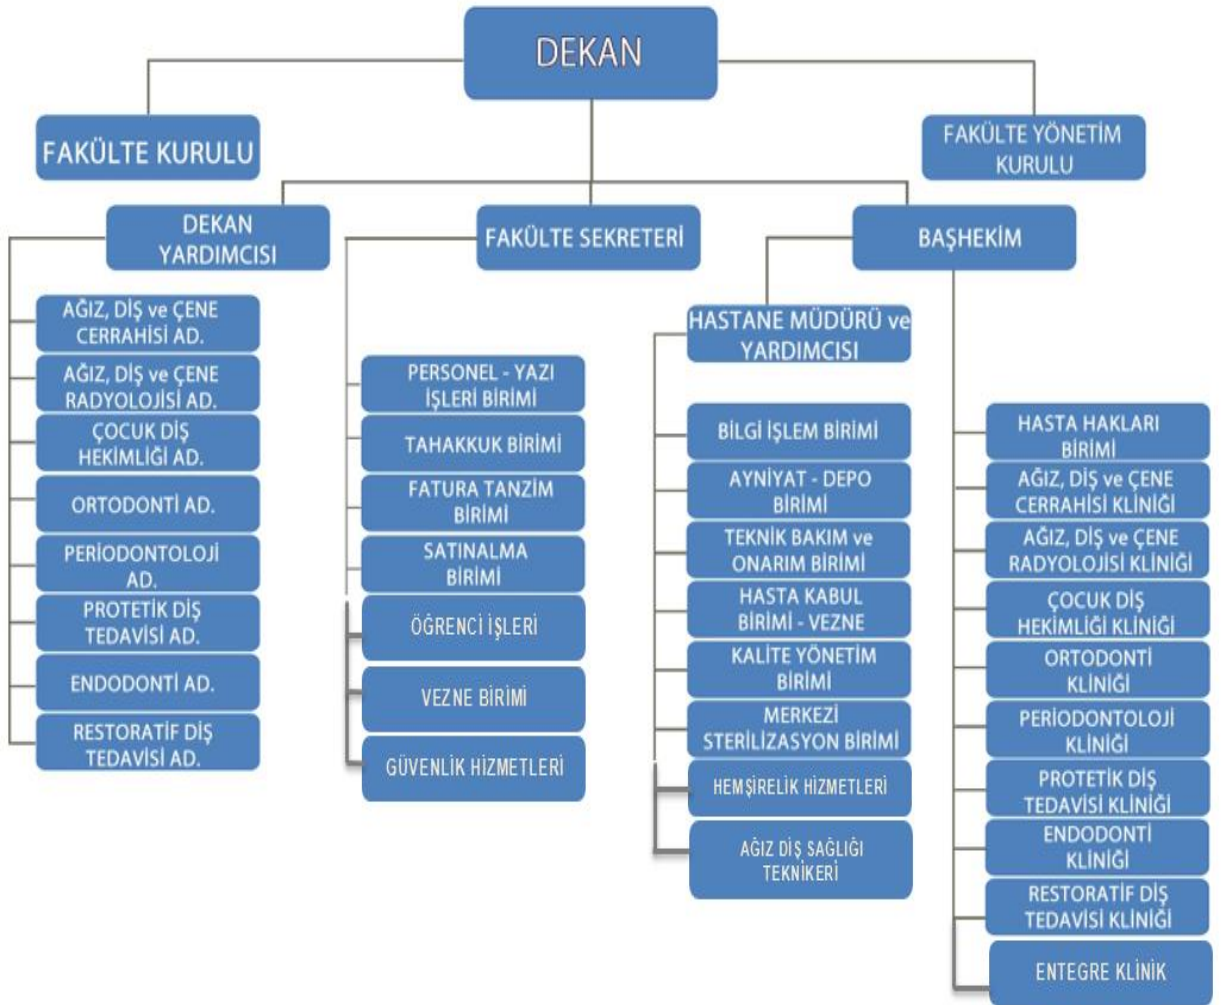 DEKAN
FAKÜLTE KURULU
FAKÜLTE YÖNETİM
KURULU
DEKAN
YARDIMCISI
FAKÜLTE SEKRETERİ
BAŞHEKİM
AĞIZ, DİŞ ve ÇENE
CERRAHİSİ AD.
AĞIZ, DİŞ ve ÇENE
RADYOLOJİSİ AD.
ÇOCUK DİŞ
HEKİMLİĞİ AD.
ORTODONTİ AD.
PERİODONTOLOJİ
AD.
PROTETİK DİŞ
TEDAVİSİ AD.
ENDODONTİ AD.
RESTORATİF DİŞ
TEDAVİSİ AD.
PERSONEL - YAZI
İŞLERİ BİRİMİ
TAHAKKUK BİRİMİ
FATURA TANZİM
BİRİMİ
SATINALMA
BİRİMİ
ÖĞRENCİ İŞLERİ
VEZNE BİRİMİ
GÜVENLİK HİZMETLERİ
HASTANE MÜDÜRÜ ve
YARDIMCISI
BİLGİ İŞLEM BİRİMİ
AYNİYAT - DEPO
BİRİMİ
TEKNİK BAKIM ve
ONARIM BİRİMİ
HASTA KABUL
BİRİMİ - VEZNE
KALİTE YÖNETİM
BİRİMİ
MERKEZİ
STERİLİZASYON BİRİMİ
HEMŞİRELİK HİZMETLERİ
AĞIZ DİŞ SAĞLIĞI
TEKNİKERİ
HASTA HAKLARI
BİRİMİ
AĞIZ, DİŞ ve ÇENE
CERRAHİSİ KLİNİĞİ
AĞIZ, DİŞ ve ÇENE
RADYOLOJİSİ KLİNİĞİ
ÇOCUK DİŞ
HEKİMLİĞİ KLİNİĞİ
ORTODONTİ
KLİNİĞİ
PERİODONTOLOJİ
KLİNİĞİ
PROTETİK DİŞ
TEDAVİSİ KLİNİĞİ
ENDODONTİ
KLİNİĞİ
RESTORATİF DİŞ
TEDAVİSİ KLİNİĞİ
ENTEGRE KLİNİK